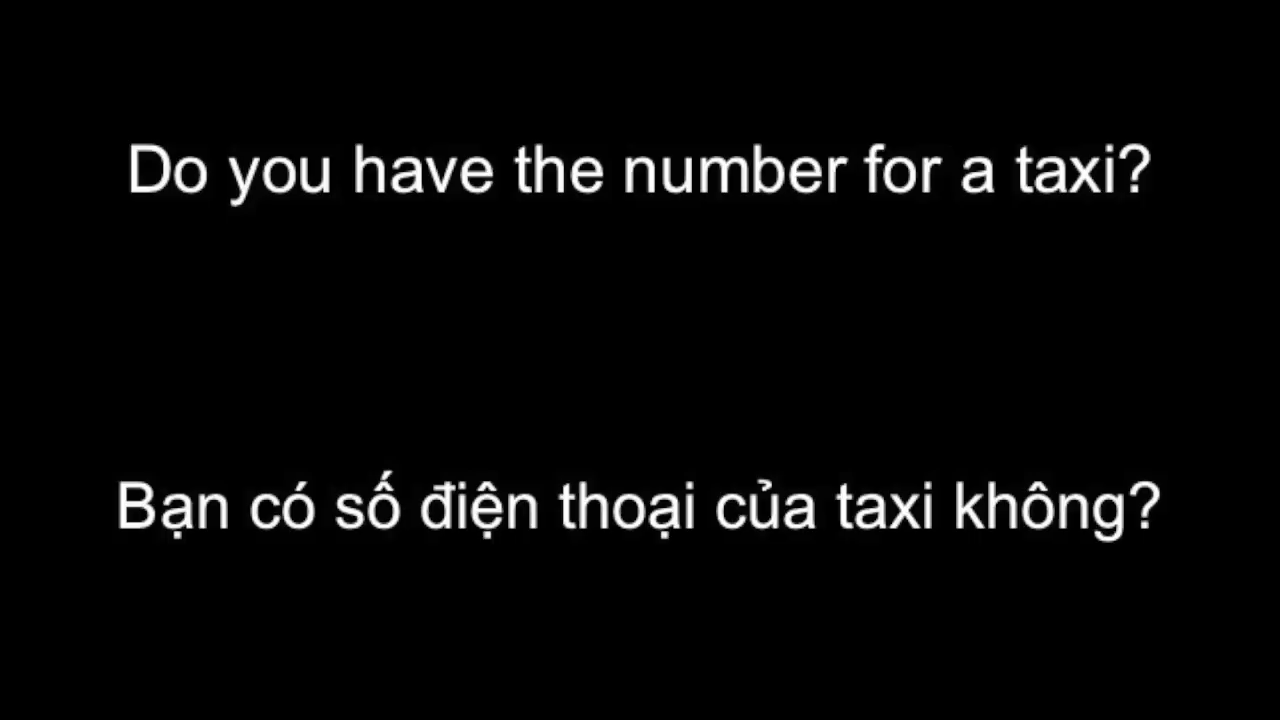 Do you have the number for a taxi?
Bạn có số điện thoại của taxi không?